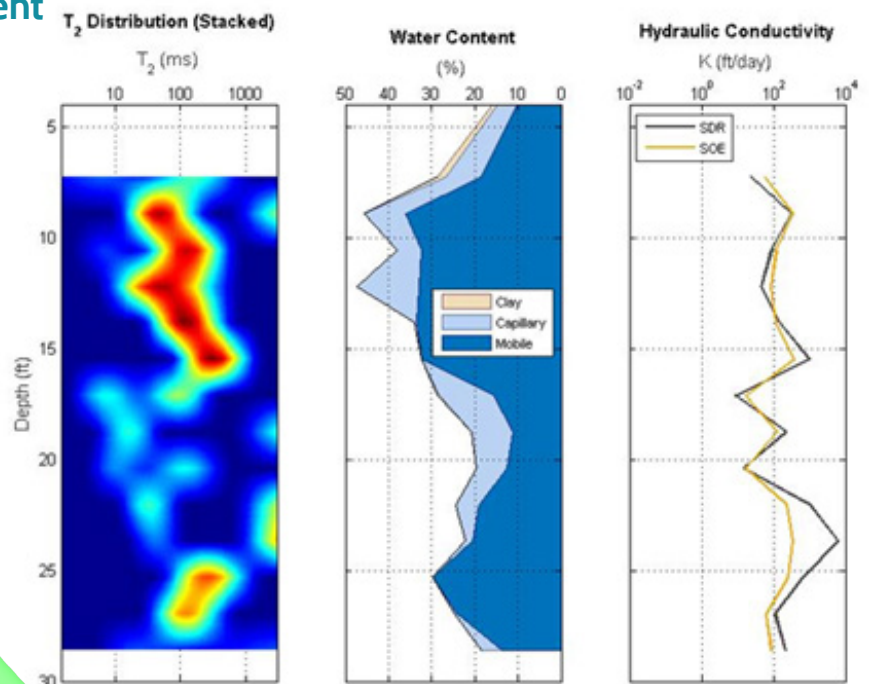 ent
T₂ Distribution (Stacked)
T₂ (ms)
10 100 1000
Depth (ft)
5
10
15
20
25
30
Water Content
(%)
50 40 30 20 10 0
Clay
Capillary
Mobile
Hydraulic Conductivity
K (ft/day)
10⁻² 10⁰ 10² 10⁴
SDR
SOE